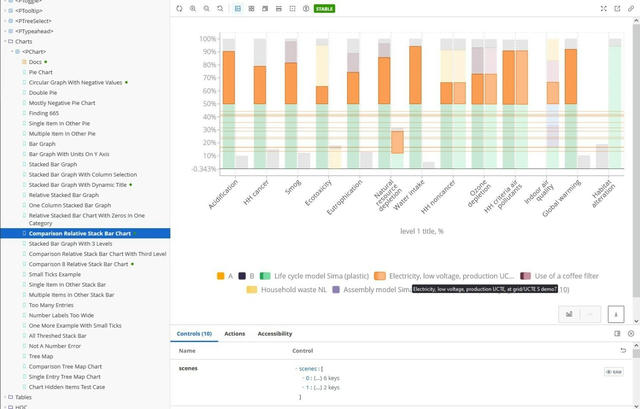 <PToggle>
<PTooltip>
<PTreeSelect>
<PTypeahead>
Charts
<PChart>
Docs
Pie Chart
Circular Graph With Negative Values
Double Pie
Mostly Negative Pie Chart
Finding 665
Single Item In Other Pie
Multiple Item In Other Pie
Bar Graph
Bar Graph With Units On Y Axis
Stacked Bar Graph
Stacked Bar Graph With Column Selection
Stacked Bar Graph With Dynamic Title
Relative Stacked Bar Graph
One Column Stacked Bar Graph
Relative Stacked Bar Chart With Zeros In One
Category
Comparison Relative Stack Bar Chart
Stacked Bar Graph With 3 Levels
Comparison Relative Stack Bar Chart With Third Level
Comparison 8 Relative Stack Bar Chart
Small Ticks Example
Single Item In Other Stack Bar
Multiple Items In Other Stack Bar
Too Many Entries
Number Labels Too Wide
One More Example With Small Ticks
All Threshed Stack Bar
Not A Number Error
Tree Map
Comparison Tree Map Chart
Single Entry Tree Map Chart
Chart Hidden Items Test Case
Tables
HOC
STABLE
100%
90%
80%
70%
60%
50%
40%
30%
20%
10%
-0.343%
Acidification
HH cancer
Smog
Ecotoxicity
Eutrophication
Natural
resource
depletion
Water intake
HH noncancer
Ozone
depletion
HH criteria air
pollutants
Indoor air
quality
Global warming
Habitat
alteration
level 1 title, %
A
B
Life cycle model Sima (plastic)
Electricity, low voltage, production UC...
Use of a coffee filter
Household waste NL
Assembly model Sima
Electricity, low voltage, production UCTE, at grid/UCTE S demo7
10)
Controls (10)
Actions
Accessibility
Name
Control
scenes
- scenes : [
- 0 : {...} 6 keys
- 1 : {...} 2 keys
]
RAW